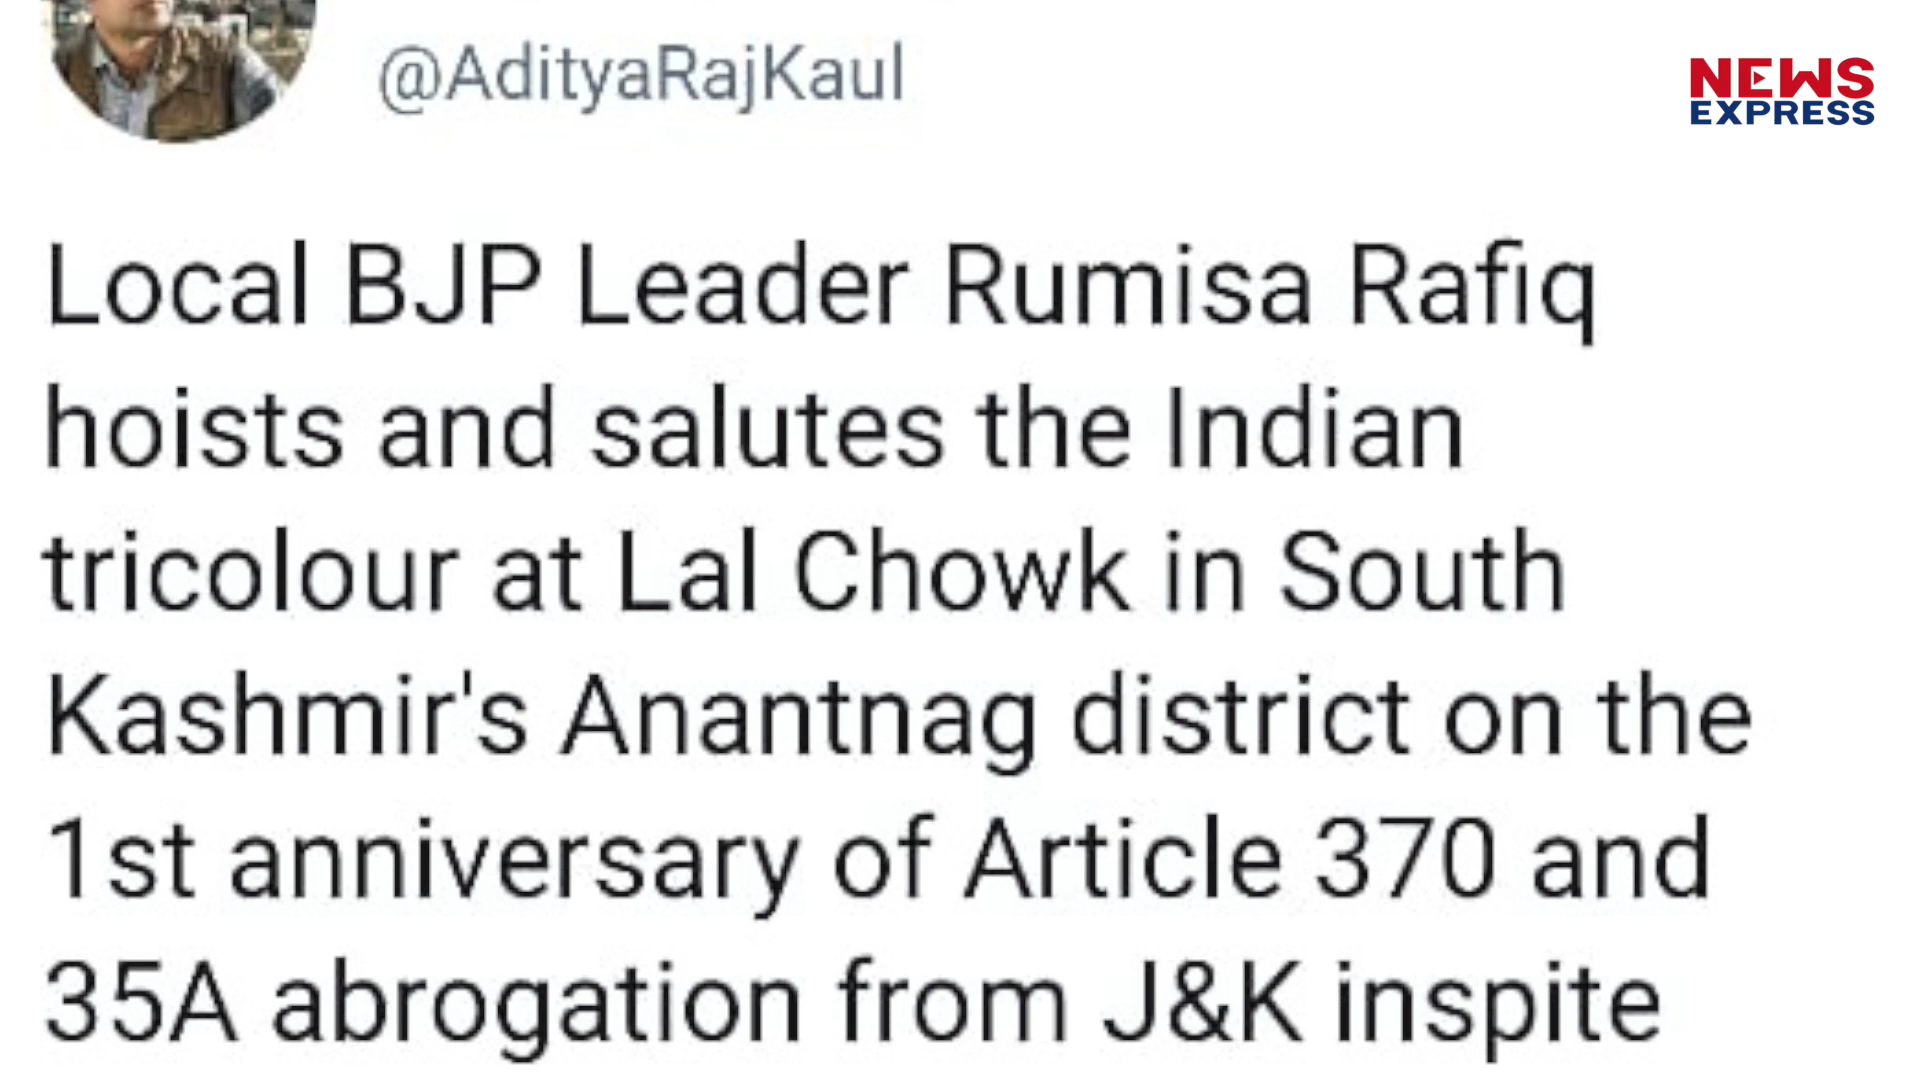 @AdityaRajKaul
NEWS
EXPRESS
Local BJP Leader Rumisa Rafiq
hoists and salutes the Indian
tricolour at Lal Chowk in South
Kashmir's Anantnag district on the
1st anniversary of Article 370 and
35A abrogation from J&K inspite